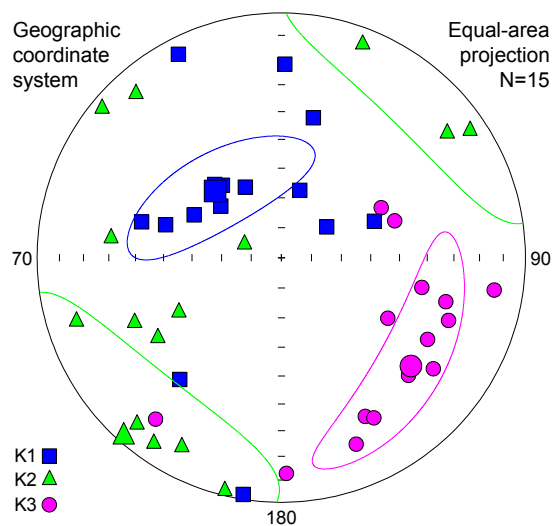 Geographic
coordinate
system
Equal-area
projection
N=15
70
90
K1
K2
K3
180